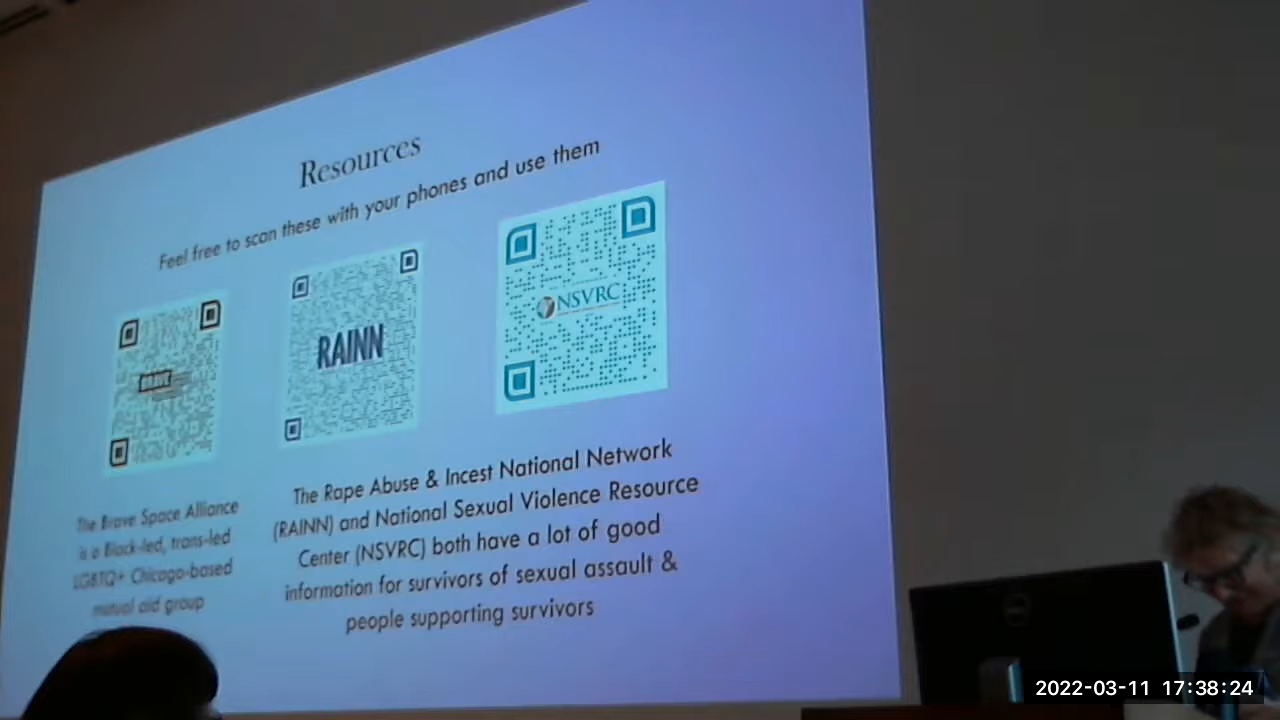 Resources
Feel free to scan these with your phones and use them
BRAVE
RAINN
NSVRC
The Brave Space Alliance
is a Black-led, trans-led
LGBTQ+ Chicago-based
mutual aid group
The Rape Abuse & Incest National Network
(RAINN) and National Sexual Violence Resource
Center (NSVRC) both have a lot of good
information for survivors of sexual assault &
people supporting survivors
2022-03-11 17:38:24